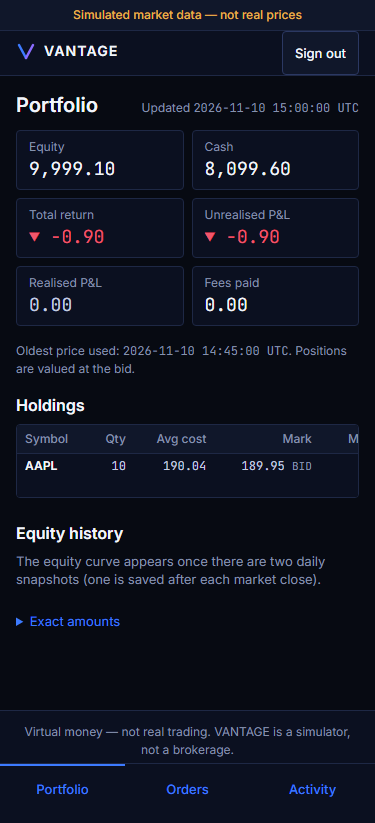 Simulated market data — not real prices
VANTAGE
Sign out
Portfolio
Updated 2026-11-10 15:00:00 UTC
Equity
9,999.10
Cash
8,099.60
Total return
▼ -0.90
Unrealised P&L
▼ -0.90
Realised P&L
0.00
Fees paid
0.00
Oldest price used: 2026-11-10 14:45:00 UTC. Positions
are valued at the bid.
Holdings
Symbol Qty Avg cost Mark M
AAPL 10 190.04 189.95 BID
Equity history
The equity curve appears once there are two daily
snapshots (one is saved after each market close).
▶ Exact amounts
Virtual money — not real trading. VANTAGE is a simulator,
not a brokerage.
Portfolio Orders Activity